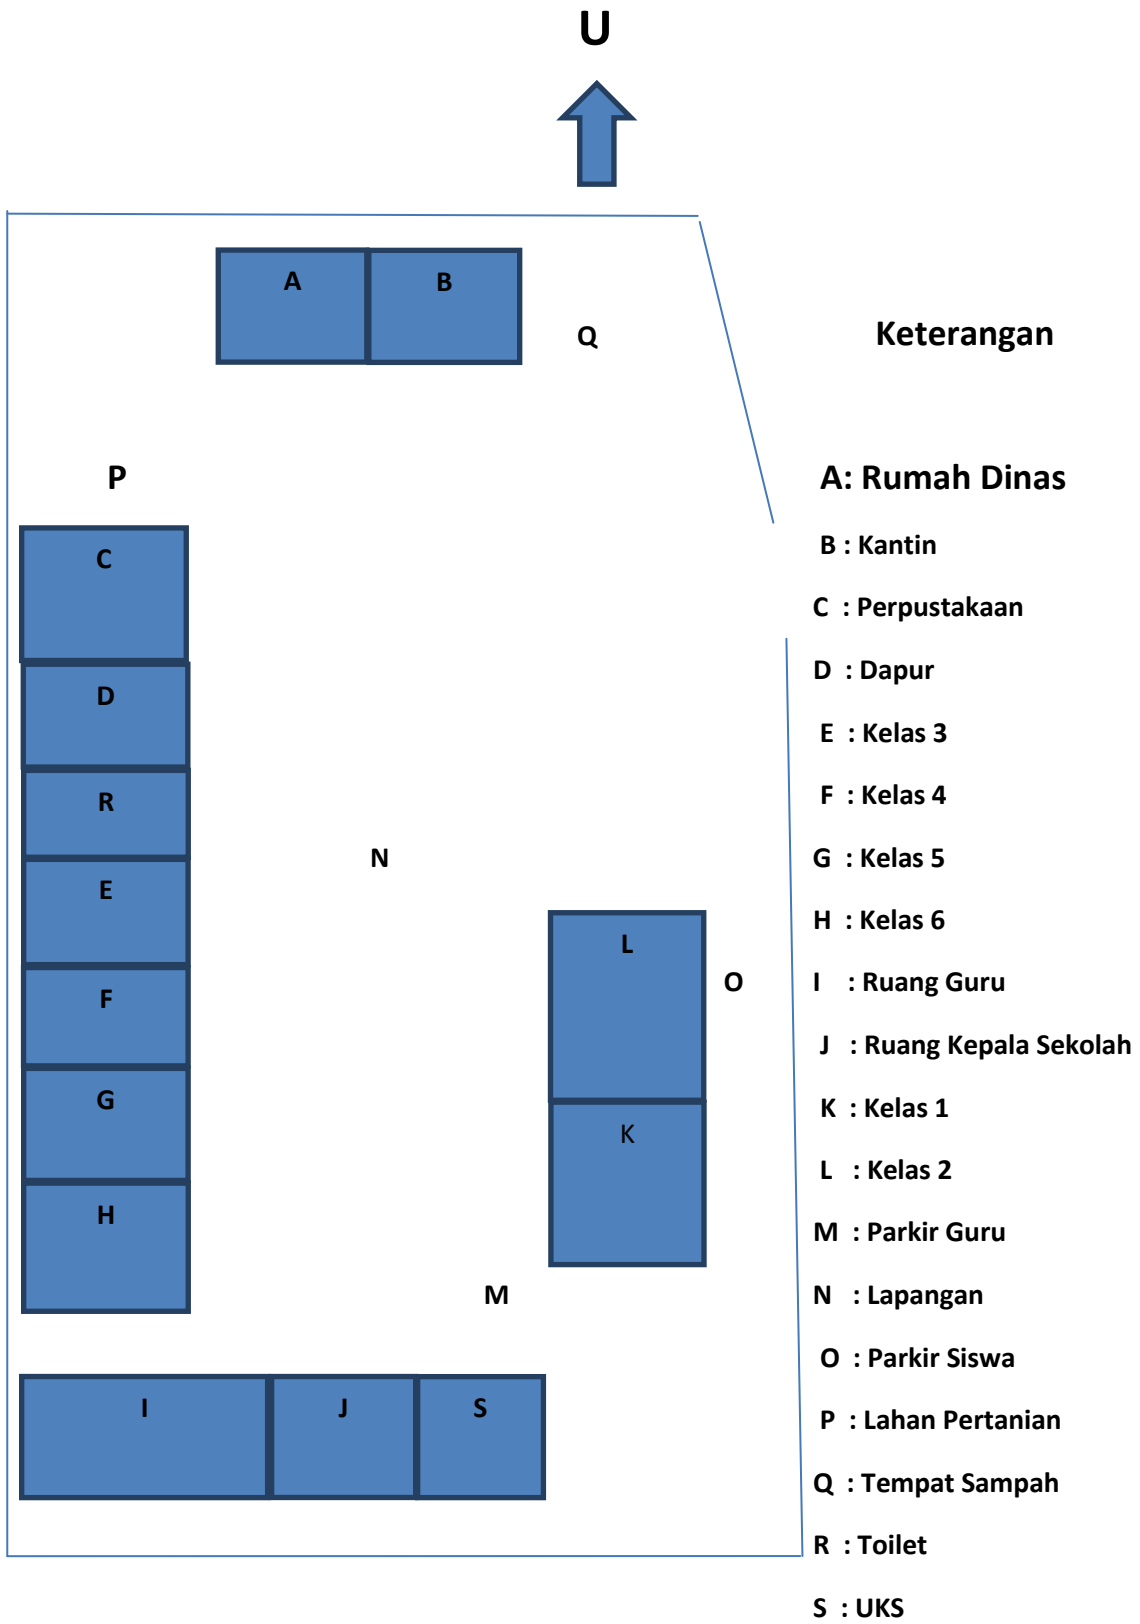 U
A
B
Q
Keterangan
P
A: Rumah Dinas
C
B : Kantin
C : Perpustakaan
D
D : Dapur
E : Kelas 3
R
F : Kelas 4
N
G : Kelas 5
E
H : Kelas 6
L
O
I : Ruang Guru
F
J : Ruang Kepala Sekolah
G
K : Kelas 1
K
L : Kelas 2
H
M : Parkir Guru
M
N : Lapangan
O : Parkir Siswa
I
J
S
P : Lahan Pertanian
Q : Tempat Sampah
R : Toilet
S : UKS